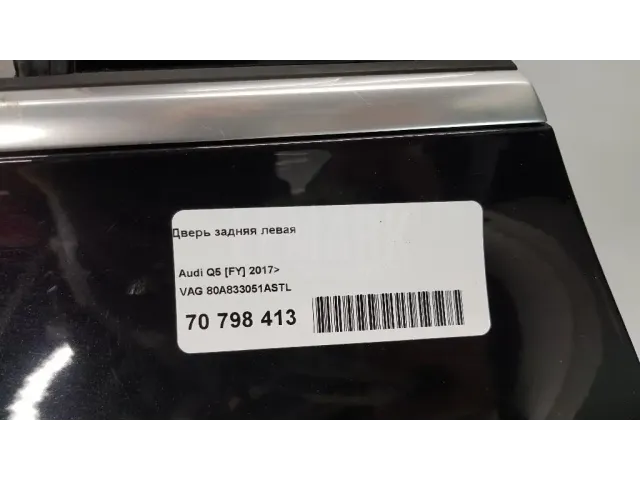 Дверь задняя левая
Audi Q5 [FY] 2017>
VAG 80A833051ASTL
70 798 413